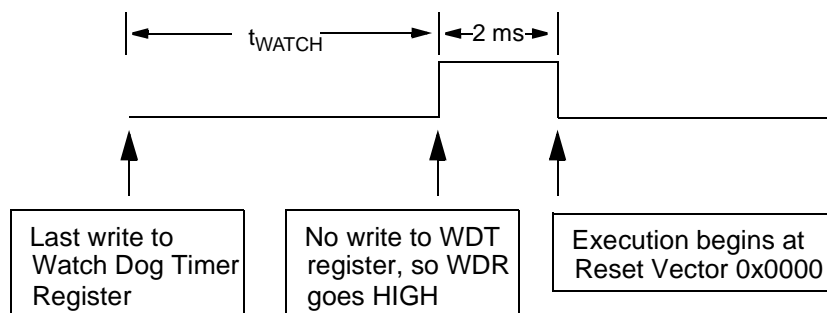 tWATCH
2 ms
Last write to
Watch Dog Timer
Register
No write to WDT
register, so WDR
goes HIGH
Execution begins at
Reset Vector 0x0000